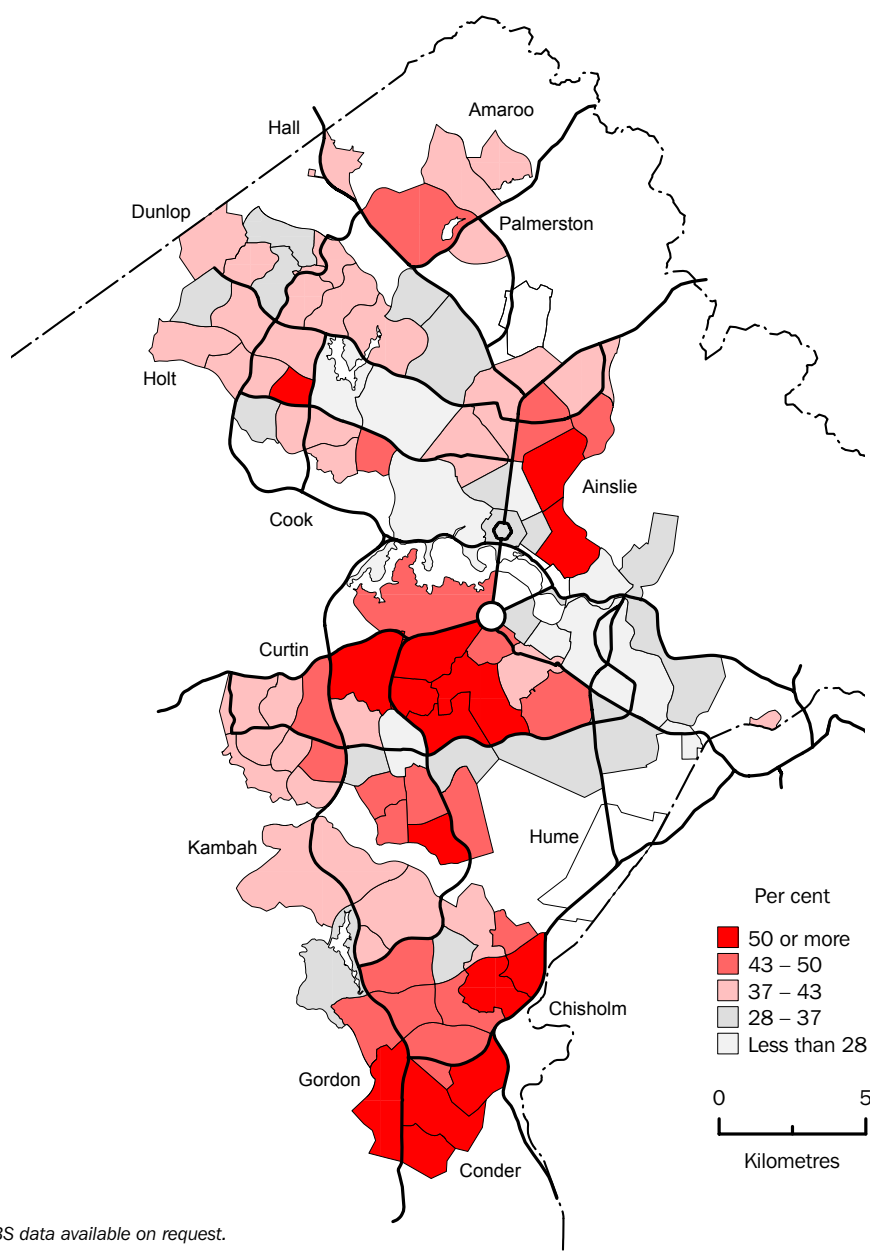 Amaroo
Hall
Dunlop
Palmerston
Holt
Ainslie
Cook
Curtin
Hume
Kambah
Per cent
50 or more
43 – 50
37 – 43
28 – 37
Less than 28
Chisholm
Gordon
0 5
Kilometres
Conder
BS data available on request.